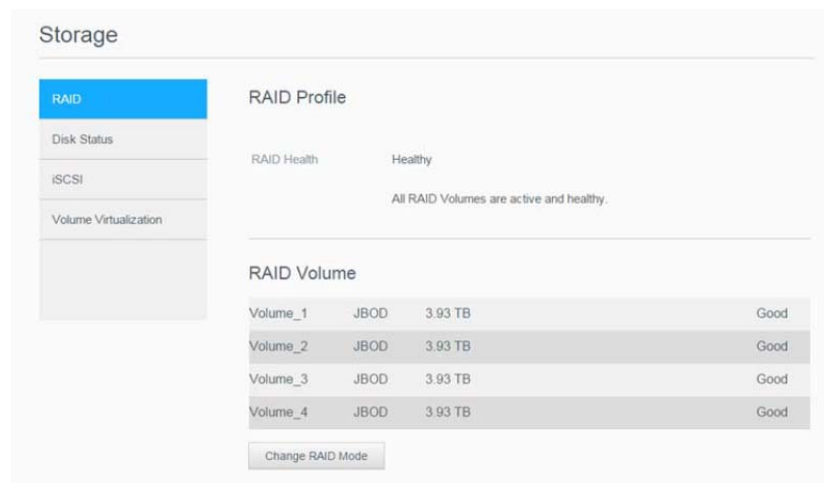 Storage
RAID
Disk Status
iSCSI
Volume Virtualization
RAID Profile
RAID Health Healthy
All RAID Volumes are active and healthy.
RAID Volume
Volume_1 JBOD 3.93 TB Good
Volume_2 JBOD 3.93 TB Good
Volume_3 JBOD 3.93 TB Good
Volume_4 JBOD 3.93 TB Good
Change RAID Mode